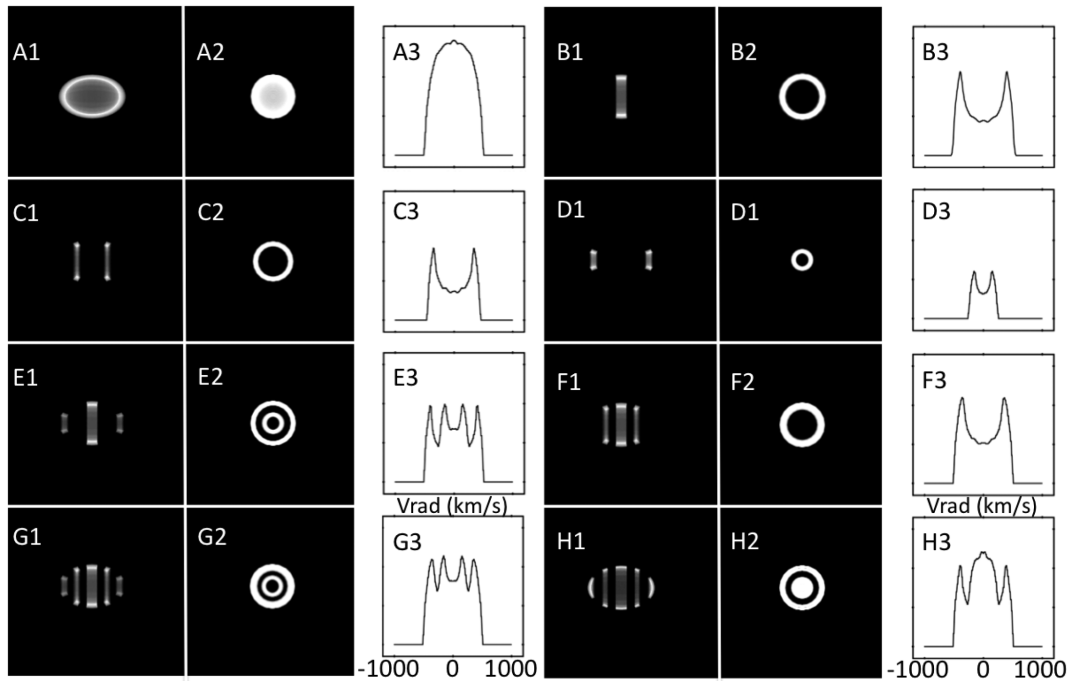 A1 A2 A3 B1 B2 B3
C1 C2 C3 D1 D1 D3
E1 E2 E3 F1 F2 F3
Vrad (km/s) Vrad (km/s)
G1 G2 G3 H1 H2 H3
-1000 0 1000 -1000 0 1000